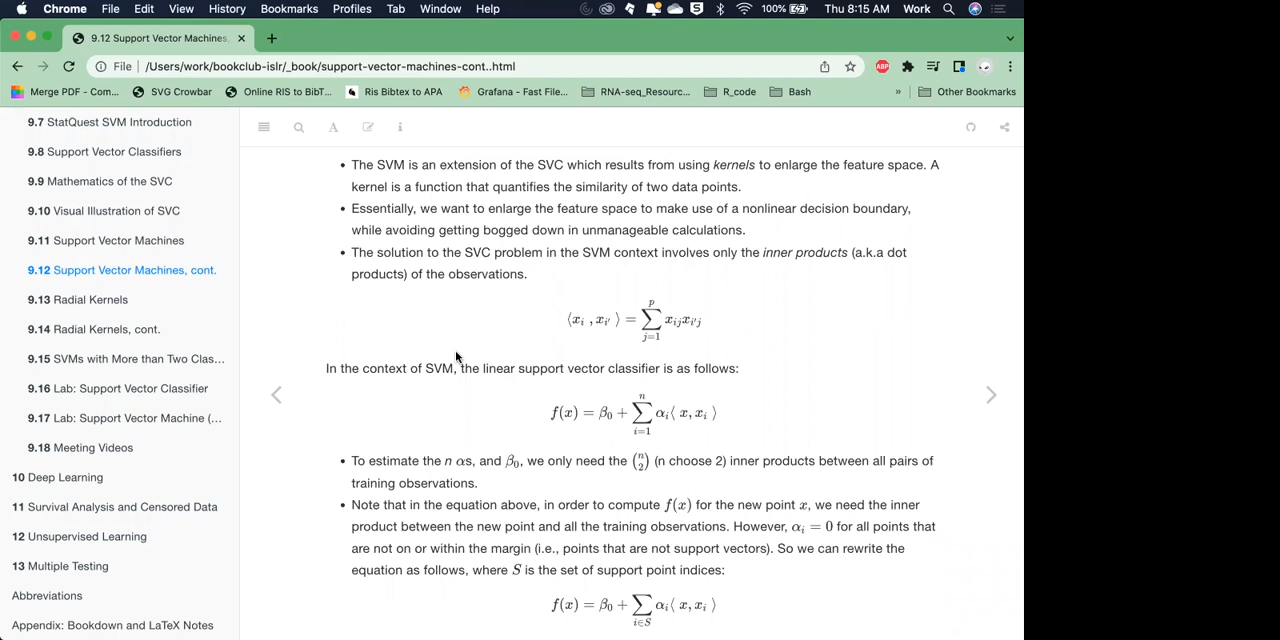 Chrome File Edit View History Bookmarks Profiles Tab Window Help 100% Thu 8:15 AM Work
9.12 Support Vector Machines,
File /Users/work/bookclub-islr/_book/support-vector-machines-cont..html
Merge PDF - Com... SVG Crowbar Online RIS to BibT... Ris Bibtex to APA Grafana - Fast File... RNA-seq_Resourc... R_code Bash » Other Bookmarks
9.7 StatQuest SVM Introduction
9.8 Support Vector Classifiers
9.9 Mathematics of the SVC
9.10 Visual Illustration of SVC
9.11 Support Vector Machines
9.12 Support Vector Machines, cont.
9.13 Radial Kernels
9.14 Radial Kernels, cont.
9.15 SVMs with More than Two Clas...
9.16 Lab: Support Vector Classifier
9.17 Lab: Support Vector Machine (...
9.18 Meeting Videos
10 Deep Learning
11 Survival Analysis and Censored Data
12 Unsupervised Learning
13 Multiple Testing
Abbreviations
Appendix: Bookdown and LaTeX Notes
• The SVM is an extension of the SVC which results from using kernels to enlarge the feature space. A
kernel is a function that quantifies the similarity of two data points.
• Essentially, we want to enlarge the feature space to make use of a nonlinear decision boundary,
while avoiding getting bogged down in unmanageable calculations.
• The solution to the SVC problem in the SVM context involves only the inner products (a.k.a dot
products) of the observations.
⟨x_i , x_{i'} ⟩ = ∑_{j=1}^{p} x_{ij}x_{i'j}
In the context of SVM, the linear support vector classifier is as follows:
f(x) = β_0 + ∑_{i=1}^{n} α_i⟨ x, x_i ⟩
• To estimate the n αs, and β_0, we only need the \binom{n}{2} (n choose 2) inner products between all pairs of
training observations.
• Note that in the equation above, in order to compute f(x) for the new point x, we need the inner
product between the new point and all the training observations. However, α_i = 0 for all points that
are not on or within the margin (i.e., points that are not support vectors). So we can rewrite the
equation as follows, where S is the set of support point indices:
f(x) = β_0 + ∑_{i∈S} α_i⟨ x, x_i ⟩